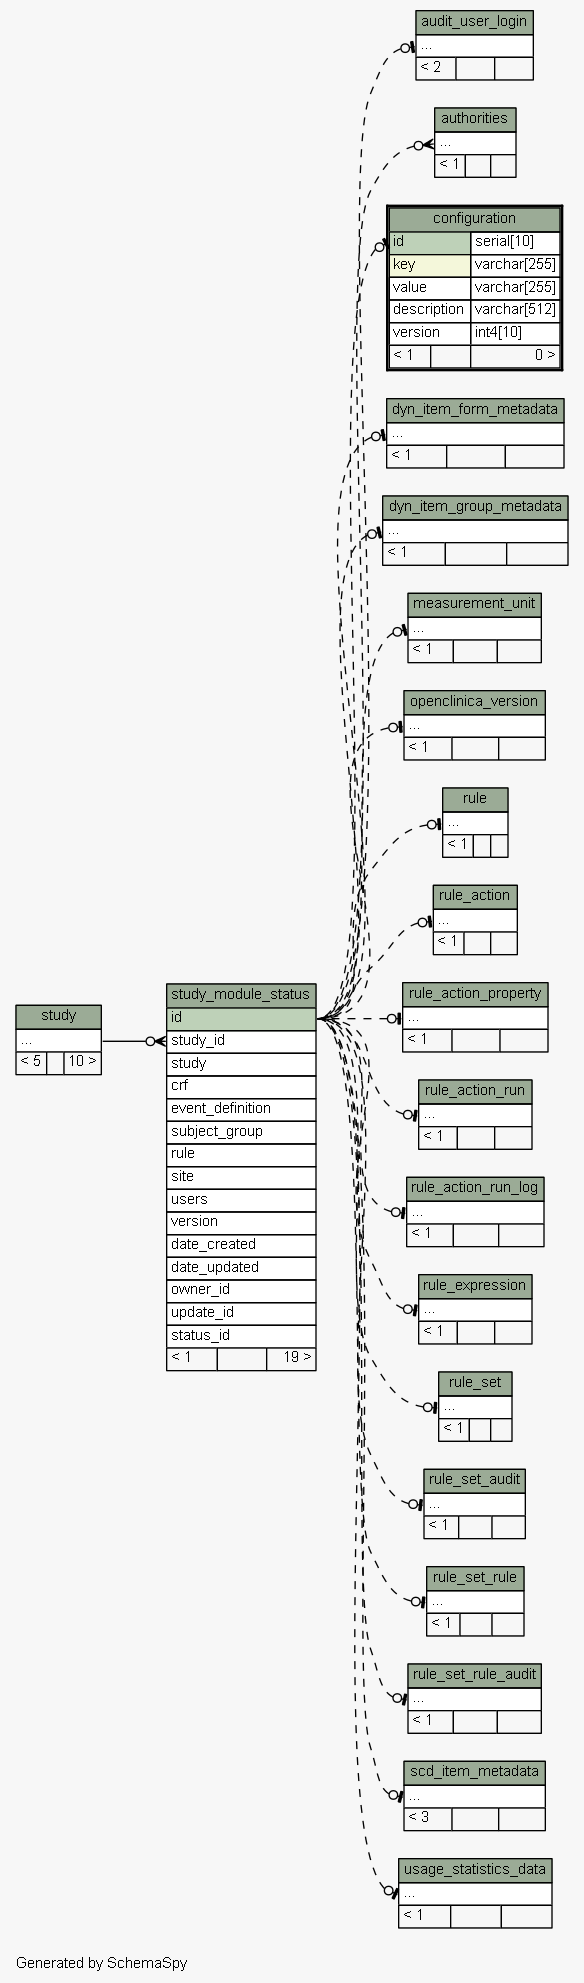 audit_user_login
...
< 2
authorities
...
< 1
configuration
id serial[10]
key varchar[255]
value varchar[255]
description varchar[512]
version int4[10]
< 1 0 >
dyn_item_form_metadata
...
< 1
dyn_item_group_metadata
...
< 1
measurement_unit
...
< 1
openclinica_version
...
< 1
rule
...
< 1
rule_action
...
< 1
rule_action_property
...
< 1
rule_action_run
...
< 1
rule_action_run_log
...
< 1
rule_expression
...
< 1
rule_set
...
< 1
rule_set_audit
...
< 1
rule_set_rule
...
< 1
rule_set_rule_audit
...
< 1
scd_item_metadata
...
< 3
usage_statistics_data
...
< 1
study
...
< 5 10 >
study_module_status
id
study_id
study
crf
event_definition
subject_group
rule
site
users
version
date_created
date_updated
owner_id
update_id
status_id
< 1 19 >
Generated by SchemaSpy